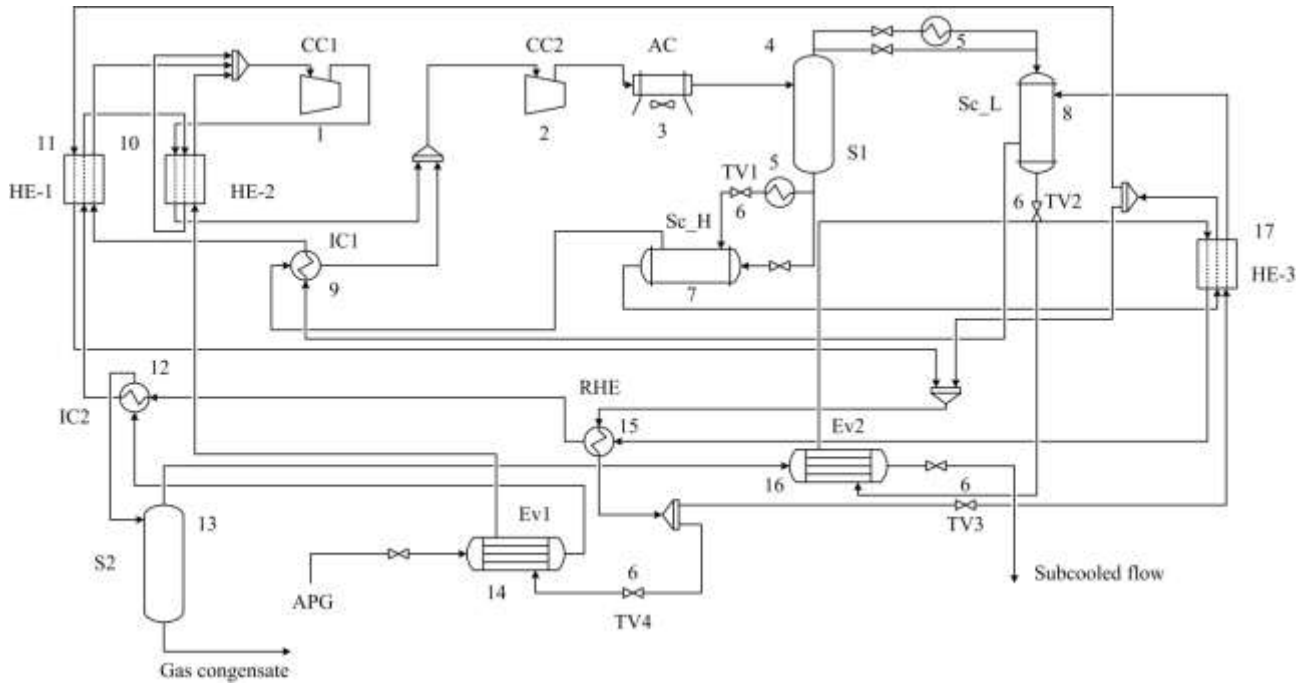 CC1
CC2
AC
4
5
Sc_L
8
11
10
1
2
3
S1
HE-1
HE-2
TV1
5
6
6
TV2
Sc_H
17
IC1
HE-3
9
7
12
RHE
IC2
15
Ev2
16
6
13
Ev1
TV3
S2
6
Subcooled flow
APG
14
TV4
Gas congensate